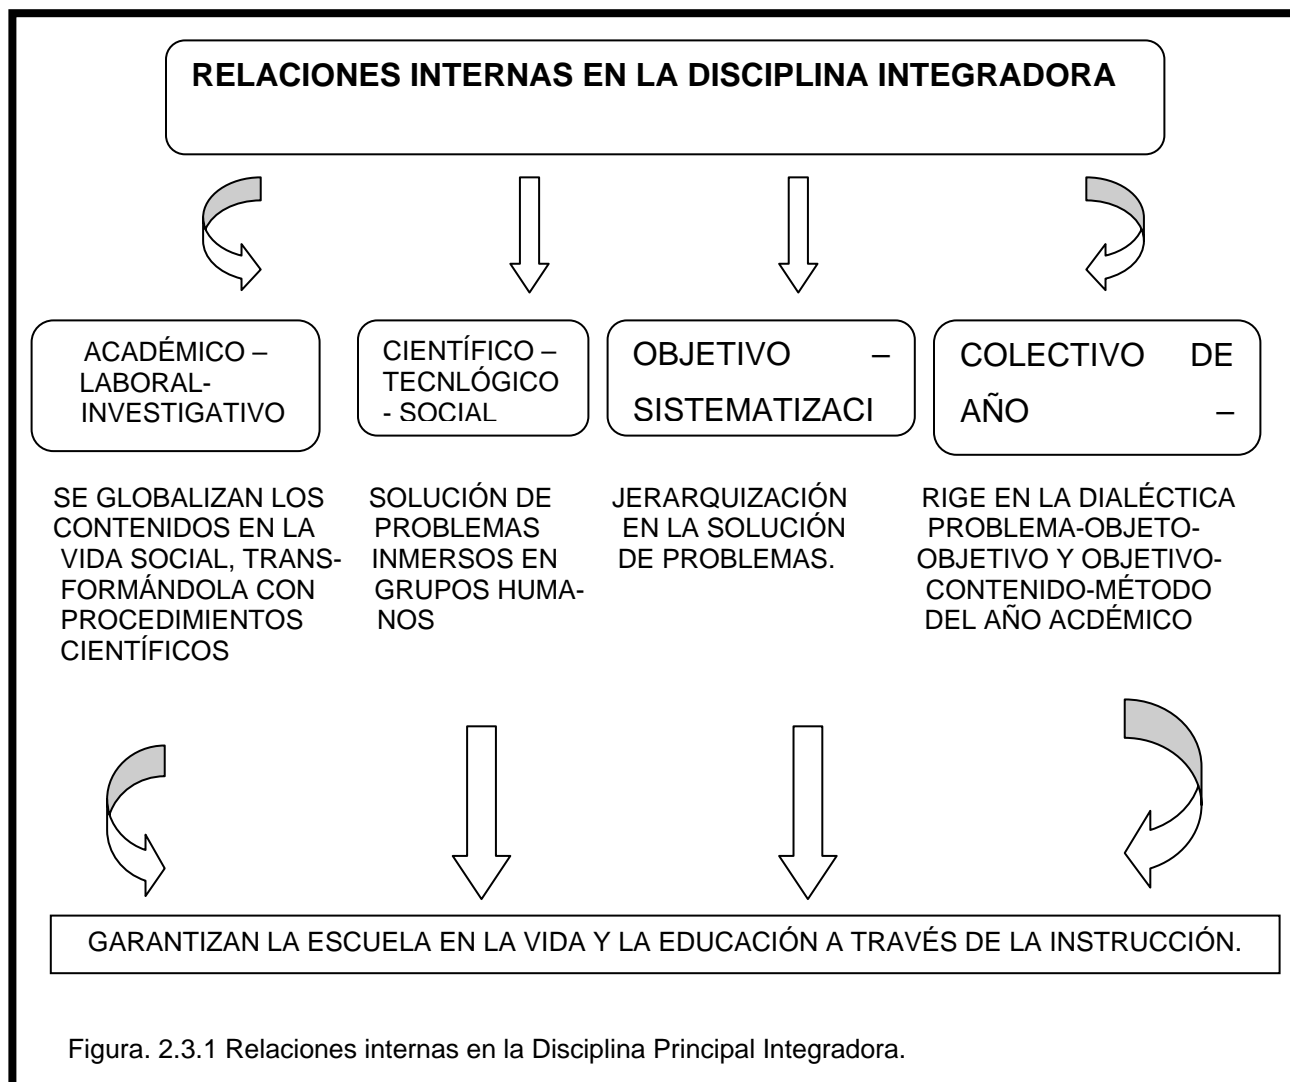 RELACIONES INTERNAS EN LA DISCIPLINA INTEGRADORA
ACADÉMICO –
LABORAL-
INVESTIGATIVO
CIENTÍFICO –
TECNLÓGICO
- SOCIAL
OBJETIVO –
SISTEMATIZACI
COLECTIVO DE
AÑO –
SE GLOBALIZAN LOS
CONTENIDOS EN LA
VIDA SOCIAL, TRANS-
FORMÁNDOLA CON
PROCEDIMIENTOS
CIENTÍFICOS
SOLUCIÓN DE
PROBLEMAS
INMERSOS EN
GRUPOS HUMA-
NOS
JERARQUIZACIÓN
EN LA SOLUCIÓN
DE PROBLEMAS.
RIGE EN LA DIALÉCTICA
PROBLEMA-OBJETO-
OBJETIVO Y OBJETIVO-
CONTENIDO-MÉTODO
DEL AÑO ACDÉMICO
GARANTIZAN LA ESCUELA EN LA VIDA Y LA EDUCACIÓN A TRAVÉS DE LA INSTRUCCIÓN.
Figura. 2.3.1 Relaciones internas en la Disciplina Principal Integradora.